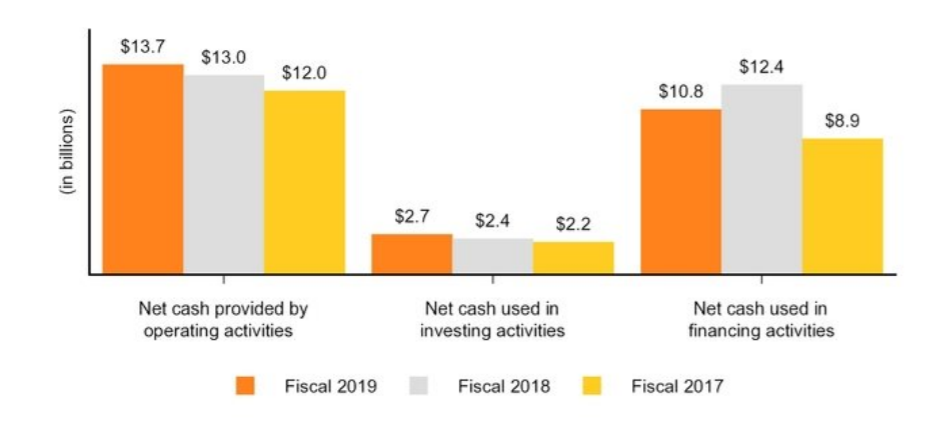 $13.7
$13.0
$12.0
$2.7
$2.4
$2.2
$10.8
$12.4
$8.9
(in billions)
Net cash provided by
operating activities
Net cash used in
investing activities
Net cash used in
financing activities
Fiscal 2019
Fiscal 2018
Fiscal 2017